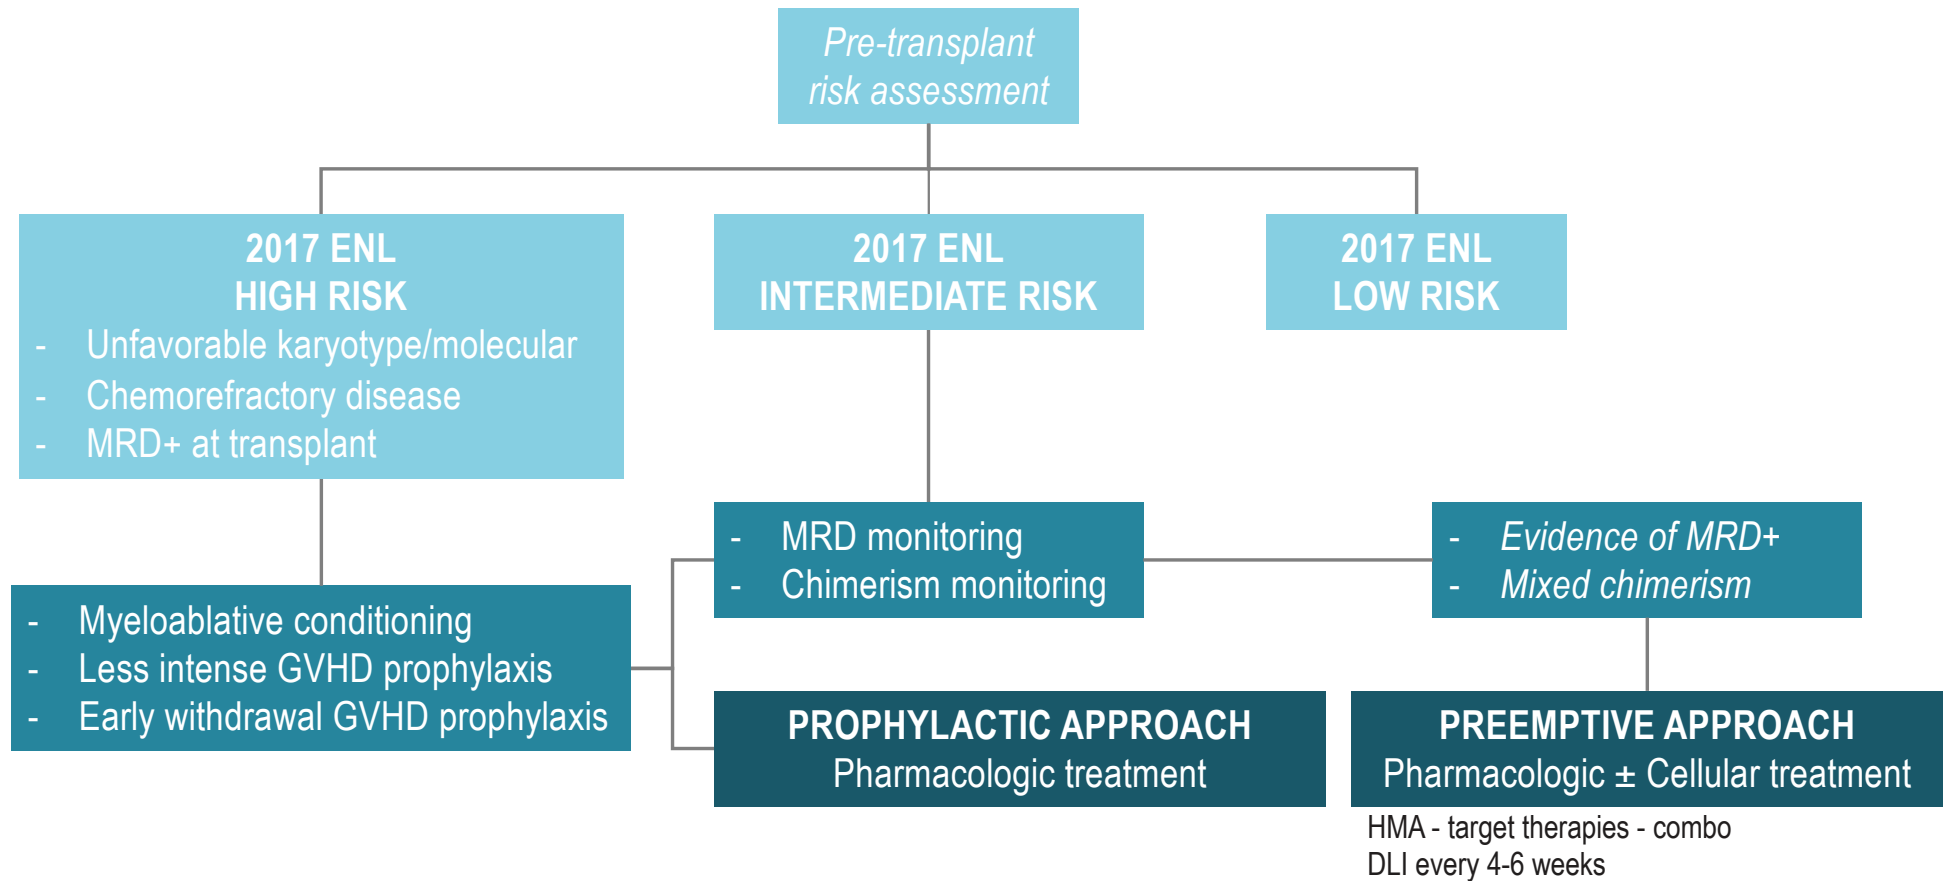 Pre-transplant
risk assessment
2017 ENL
HIGH RISK
- Unfavorable karyotype/molecular
- Chemorefractory disease
- MRD+ at transplant
2017 ENL
INTERMEDIATE RISK
2017 ENL
LOW RISK
- MRD monitoring
- Chimerism monitoring
- Evidence of MRD+
- Mixed chimerism
- Myeloablative conditioning
- Less intense GVHD prophylaxis
- Early withdrawal GVHD prophylaxis
PROPHYLACTIC APPROACH
Pharmacologic treatment
PREEMPTIVE APPROACH
Pharmacologic ± Cellular treatment
HMA - target therapies - combo
DLI every 4-6 weeks